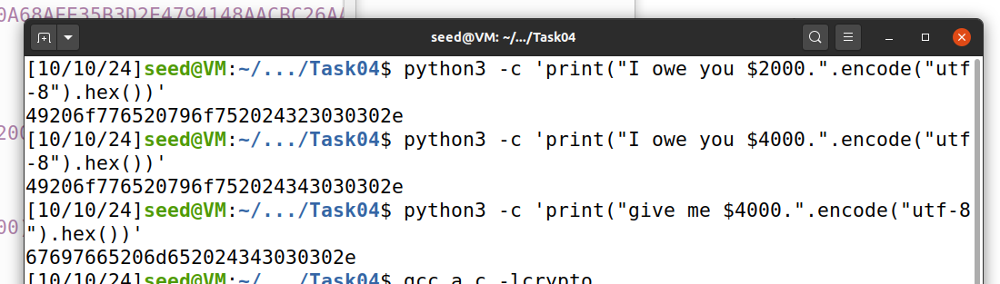 0A68AFF35B3D2E4794148AACBC26AA
seed@VM: ~/.../Task04
[10/10/24]seed@VM:~/.../Task04$ python3 -c 'print("I owe you $2000.".encode("utf
-8").hex())'
49206f776520796f752024323030302e
[10/10/24]seed@VM:~/.../Task04$ python3 -c 'print("I owe you $4000.".encode("utf
-8").hex())'
49206f776520796f752024343030302e
[10/10/24]seed@VM:~/.../Task04$ python3 -c 'print("give me $4000.".encode("utf-8
").hex())'
67697665206d652024343030302e
[10/10/24]seed@VM:~/.../Task04$ gcc a.c -lcrypto